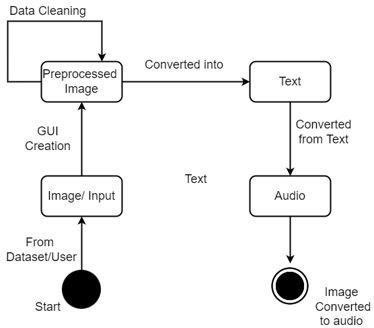 Data Cleaning
Preprocessed
Image
Converted into
Text
GUI
Creation
Converted
from Text
Image/ Input
Text
Audio
From
Dataset/User
Start
Image
Converted
to audio